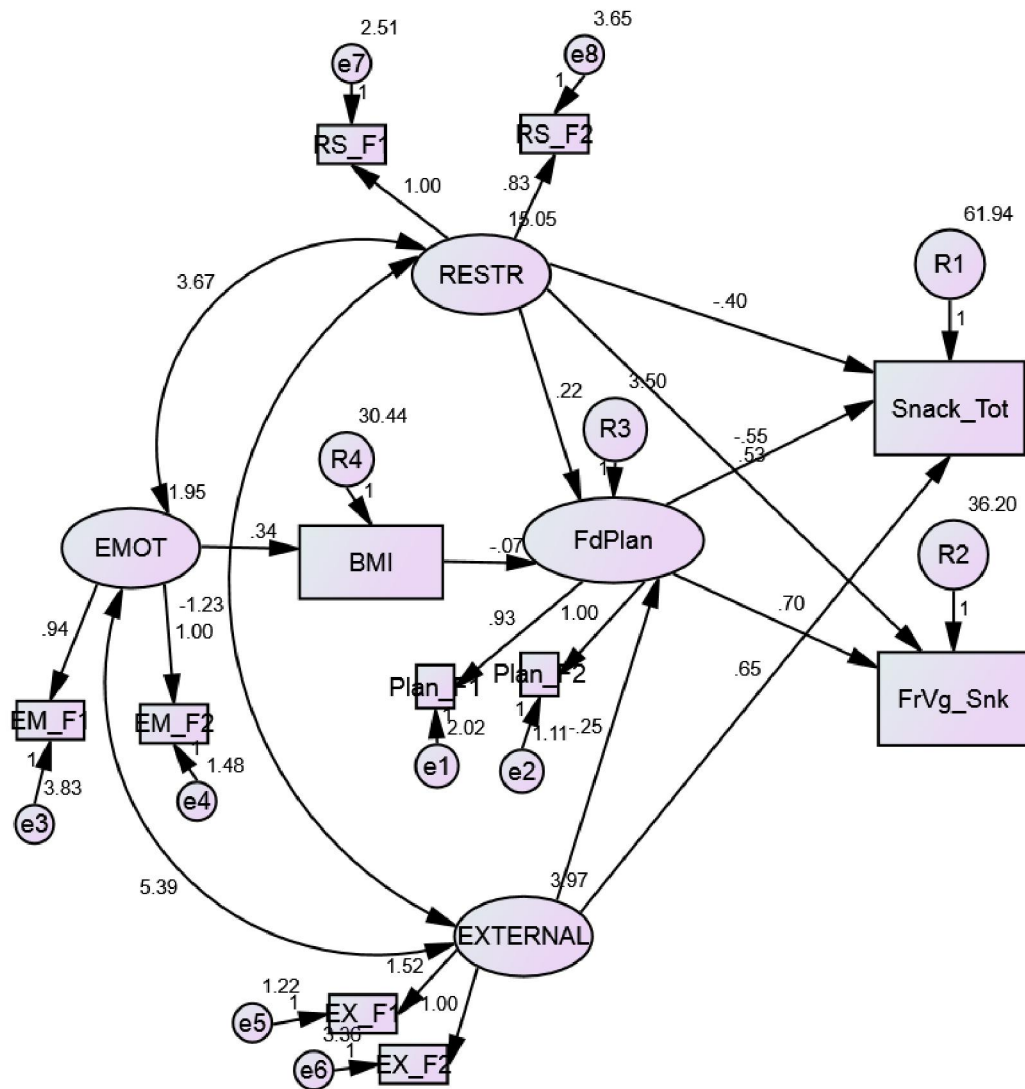 2.51
3.65
e7
e8
1
1
RS_F1
RS_F2
1.00
.83
15.05
61.94
R1
3.67
RESTR
-.40
1
.22
3.50
Snack_Tot
30.44
R3
R4
-.55
.53
1
1.95
1
36.20
EMOT
.34
BMI
-.07
FdPlan
R2
-1.23
.94
1.00
.93
1.00
.70
1
Plan_F1
Plan_F2
.65
FrVg_Snk
EM_F1
EM_F2
1
2.02
1
1.11
-.25
1
3.83
1
1.48
e1
e2
e3
e4
5.39
3.97
EXTERNAL
1.52
1.22
1
EX_F1
1.00
e5
3.36
1
EX_F2
e6